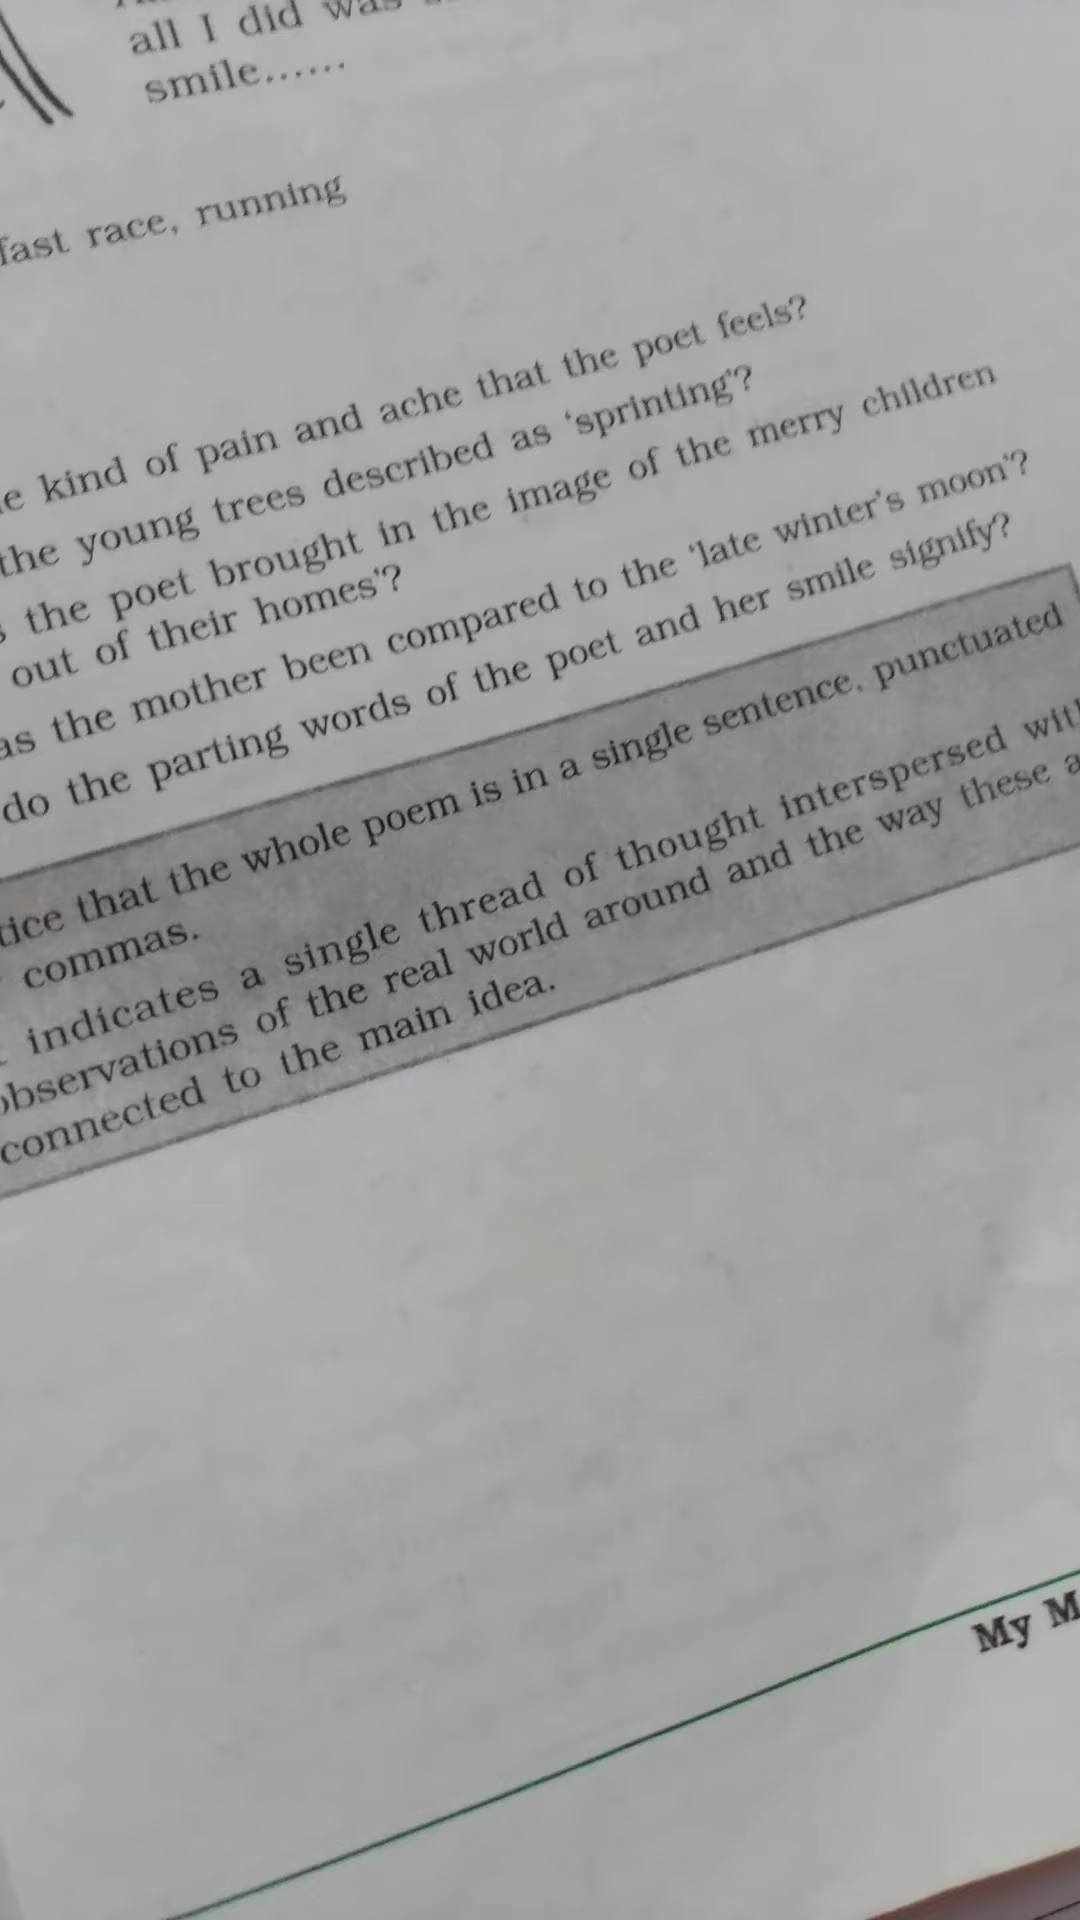 all I did was
smile......
fast race, running
kind of pain and ache that the poet feels?
the young trees described as ‘sprinting’?
the poet brought in the image of the merry children
out of their homes’?
as the mother been compared to the ‘late winter’s moon’?
do the parting words of the poet and her smile signify?
tice that the whole poem is in a single sentence, punctuated
commas.
indicates a single thread of thought interspersed with
observations of the real world around and the way these a
connected to the main idea.
My M